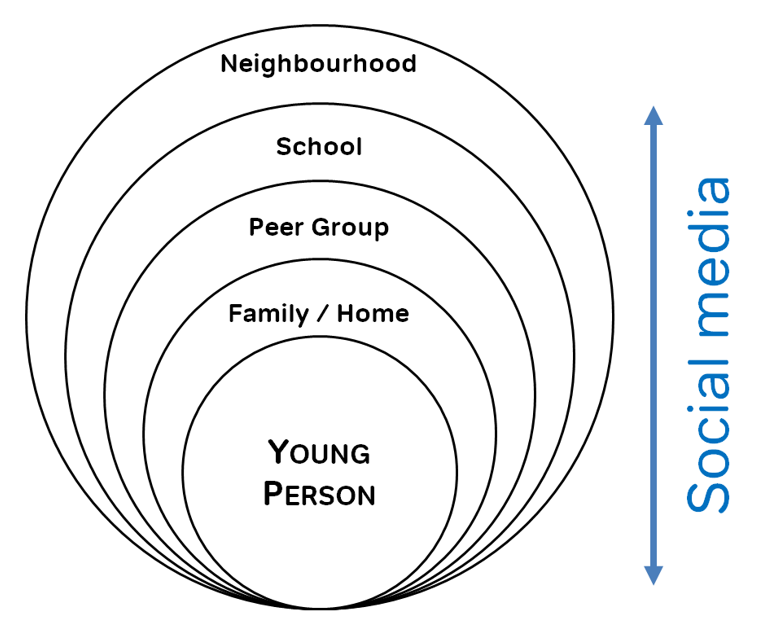 Neighbourhood
School
Peer Group
Family / Home
YOUNG
PERSON
Social media